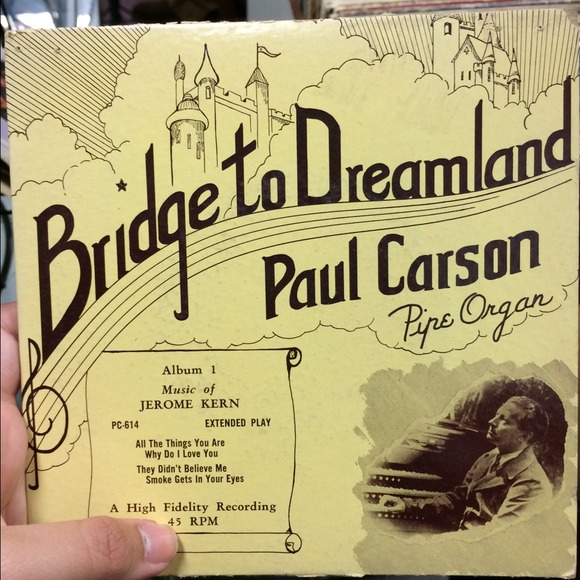 Bridge to Dreamland
Paul Carson
Pipe Organ
Album 1
Music of
JEROME KERN
PC-614 EXTENDED PLAY
All The Things You Are
Why Do I Love You
They Didn't Believe Me
Smoke Gets In Your Eyes
A High Fidelity Recording
45 RPM